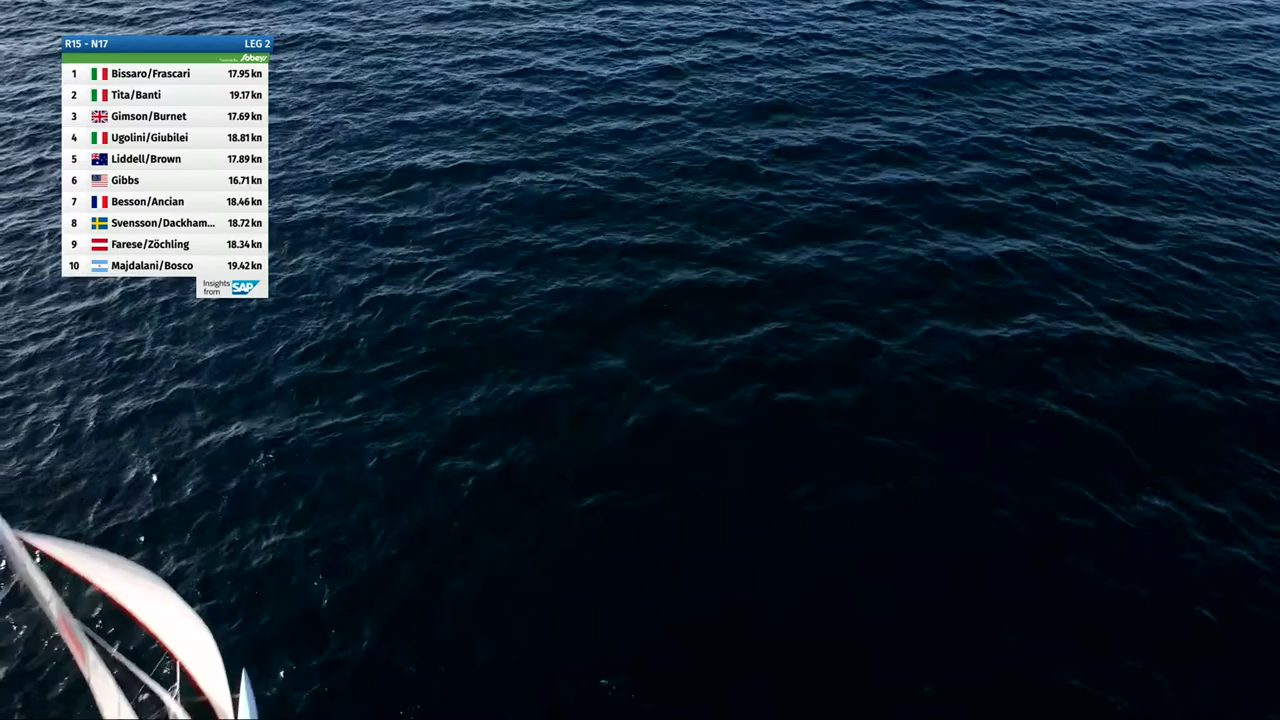 R15 - N17 LEG 2
Sobeys
1 Bissaro/Frascari 17.95 kn
2 Tita/Banti 19.17 kn
3 Gimson/Burnet 17.69 kn
4 Ugolini/Giubilei 18.81 kn
5 Liddell/Brown 17.89 kn
6 Gibbs 16.71 kn
7 Besson/Ancian 18.46 kn
8 Svensson/Dackham... 18.72 kn
9 Farese/Zöchling 18.34 kn
10 Majdalani/Bosco 19.42 kn
Insights
from SAP